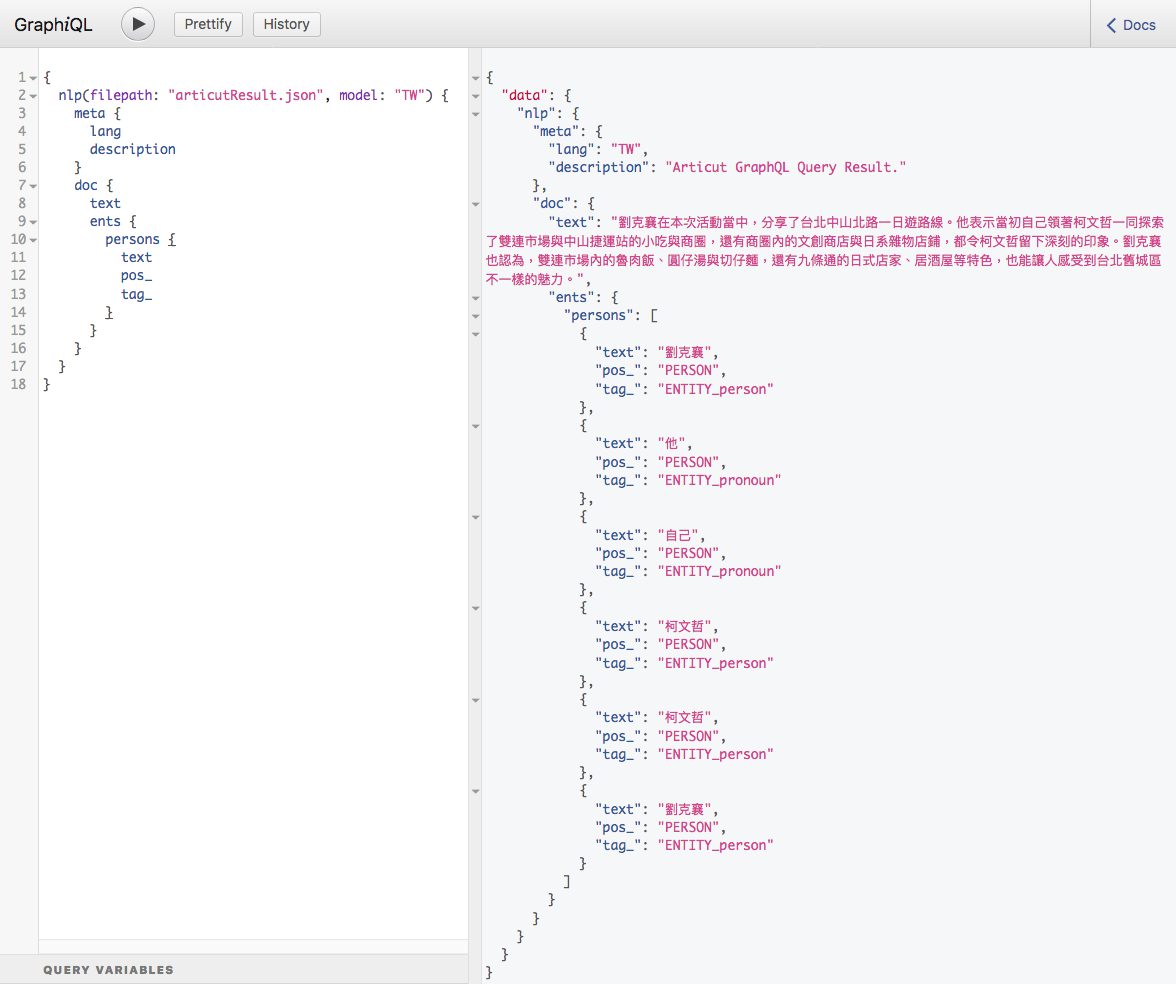 GraphiQL Prettify History Docs
1 {
2 nlp(filepath: "articutResult.json", model: "TW") {
3 meta {
4 lang
5 description
6 }
7 doc {
8 text
9 ents {
10 persons {
11 text
12 pos_
13 tag_
14 }
15 }
16 }
17 }
18 }
QUERY VARIABLES
{
"data": {
"nlp": {
"meta": {
"lang": "TW",
"description": "Articut GraphQL Query Result."
},
"doc": {
"text": "劉克襄在本次活動當中，分享了台北中山北路一日遊路線。他表示當初自己領著柯文哲一同探索
了雙連市場與中山捷運站的小吃與商圈，還有商圈內的文創商店與日系雜物店舖，都令柯文哲留下深刻的印象。劉克襄
也認為，雙連市場內的魯肉飯、圓仔湯與切仔麵，還有九條通的日式店家、居酒屋等特色，也能讓人感受到台北舊城區
不一樣的魅力。",
"ents": {
"persons": [
{
"text": "劉克襄",
"pos_": "PERSON",
"tag_": "ENTITY_person"
},
{
"text": "他",
"pos_": "PERSON",
"tag_": "ENTITY_pronoun"
},
{
"text": "自己",
"pos_": "PERSON",
"tag_": "ENTITY_pronoun"
},
{
"text": "柯文哲",
"pos_": "PERSON",
"tag_": "ENTITY_person"
},
{
"text": "柯文哲",
"pos_": "PERSON",
"tag_": "ENTITY_person"
},
{
"text": "劉克襄",
"pos_": "PERSON",
"tag_": "ENTITY_person"
}
]
}
}
}
}
}